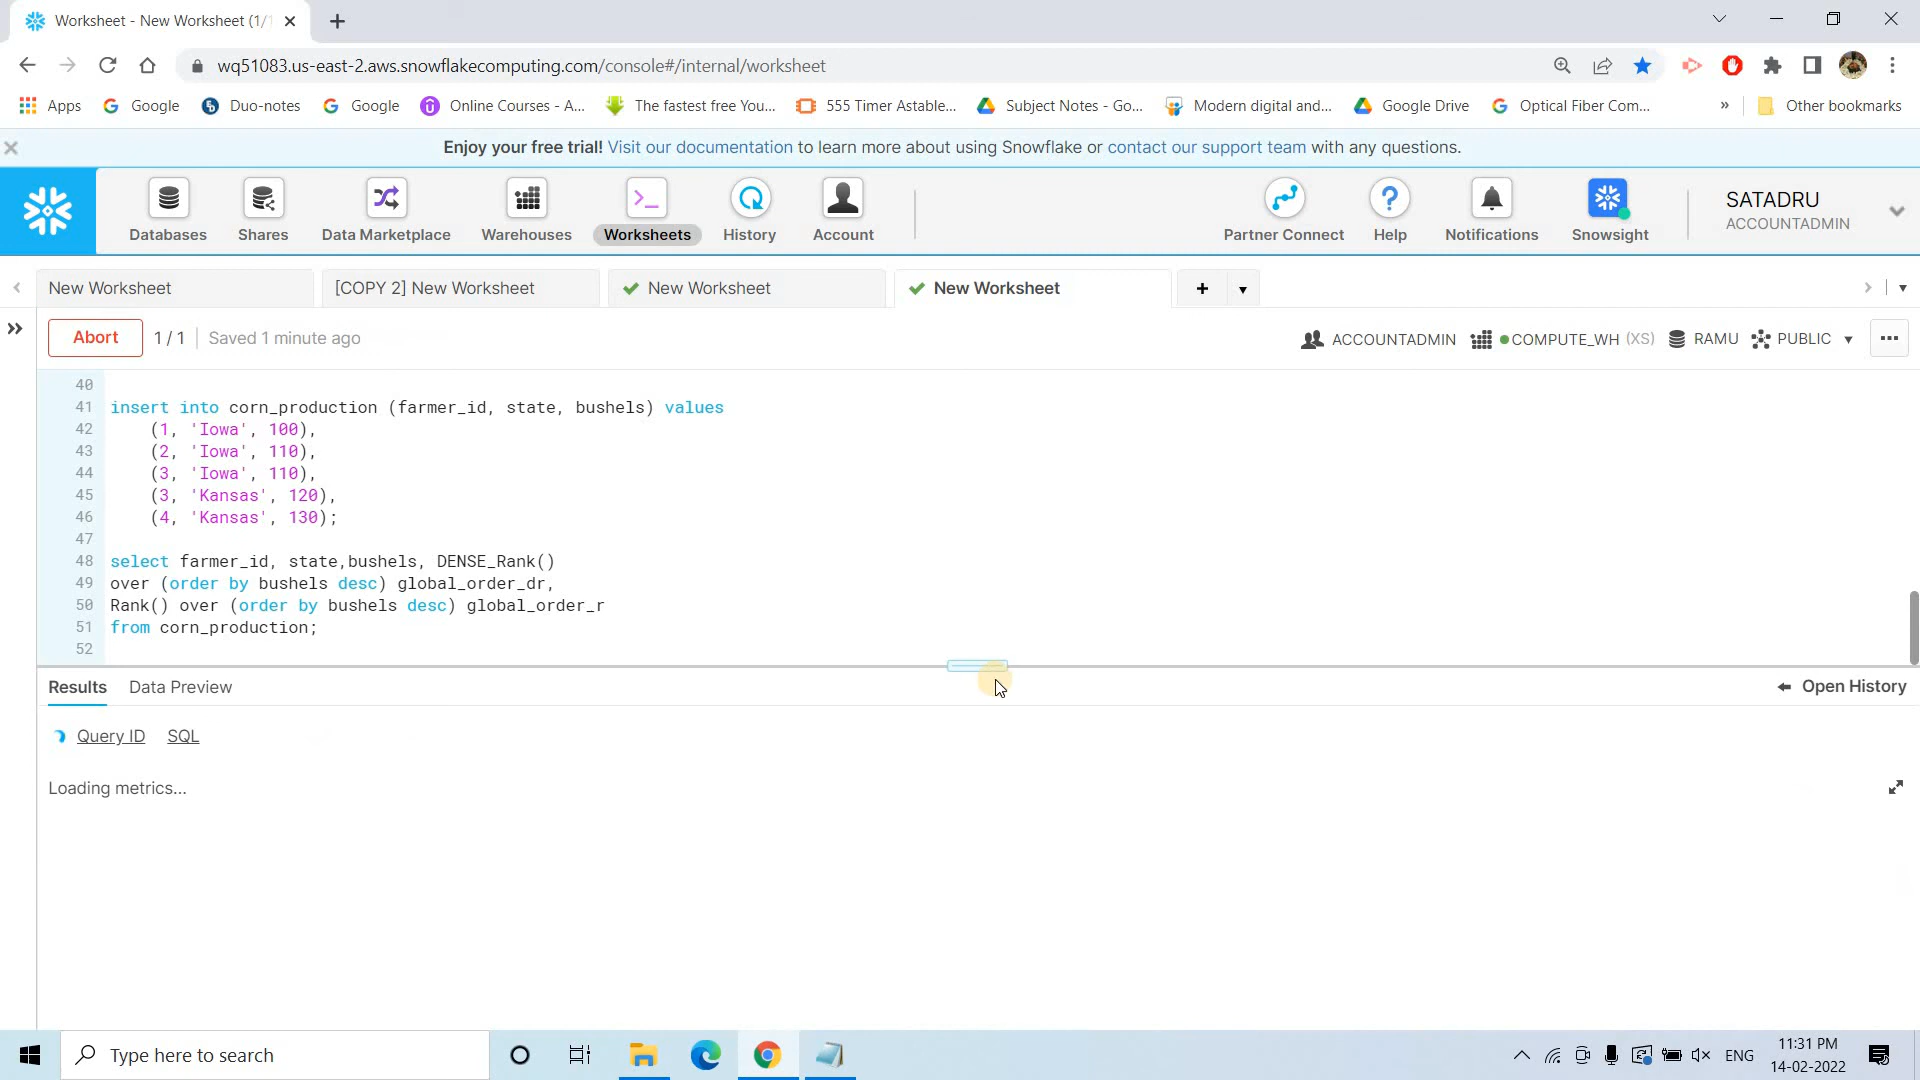 Worksheet - New Worksheet (1/1
wq51083.us-east-2.aws.snowflakecomputing.com/console#/internal/worksheet
Apps Google Duo-notes Google Online Courses - A... The fastest free You... 555 Timer Astable... Subject Notes - Go... Modern digital and... Google Drive Optical Fiber Com... » Other bookmarks
Enjoy your free trial! Visit our documentation to learn more about using Snowflake or contact our support team with any questions.
Databases Shares Data Marketplace Warehouses Worksheets History Account Partner Connect Help Notifications Snowsight
SATADRU
ACCOUNTADMIN
New Worksheet [COPY 2] New Worksheet New Worksheet New Worksheet
Abort 1 / 1 Saved 1 minute ago ACCOUNTADMIN COMPUTE_WH (XS) RAMU PUBLIC
40
41 insert into corn_production (farmer_id, state, bushels) values
42 (1, 'Iowa', 100),
43 (2, 'Iowa', 110),
44 (3, 'Iowa', 110),
45 (3, 'Kansas', 120),
46 (4, 'Kansas', 130);
47
48 select farmer_id, state,bushels, DENSE_Rank()
49 over (order by bushels desc) global_order_dr,
50 Rank() over (order by bushels desc) global_order_r
51 from corn_production;
52
Results Data Preview Open History
Query ID SQL
Loading metrics...
Type here to search
ENG
11:31 PM
14-02-2022